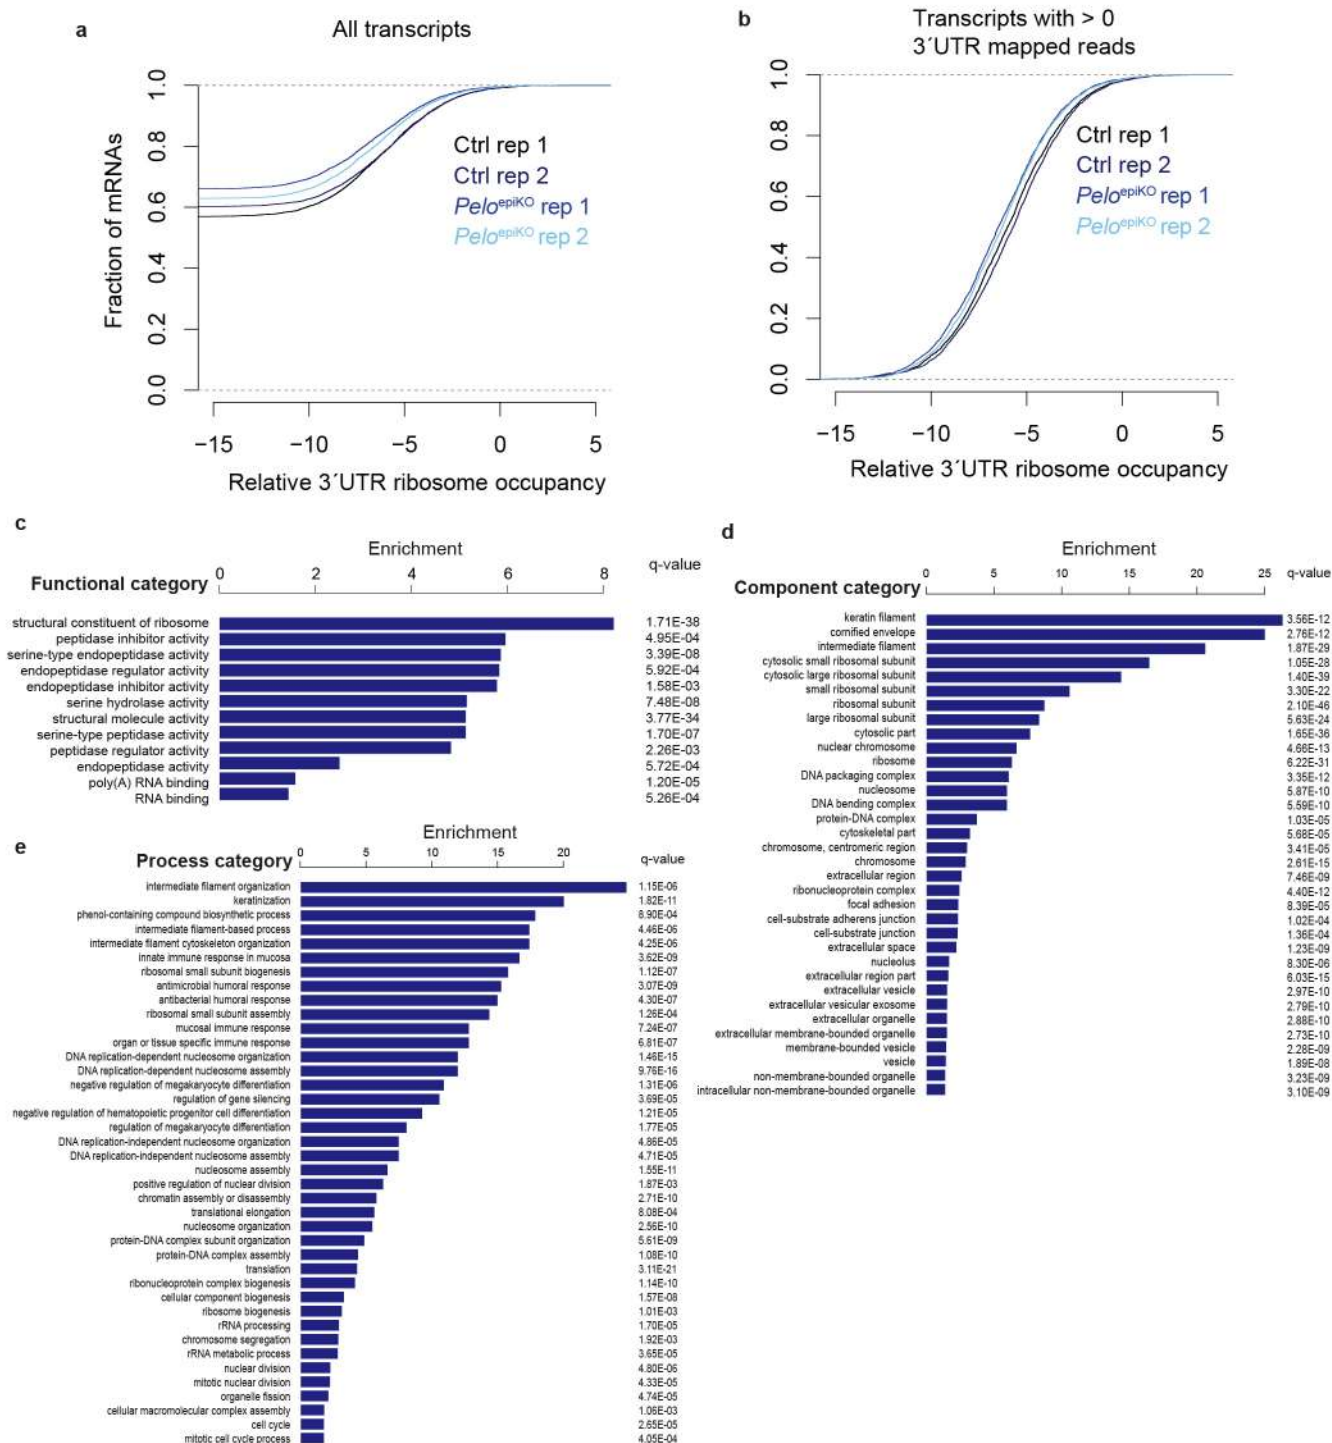 a
All transcripts
Fraction of mRNAs
1.0
0.8
0.6
0.4
0.2
0.0
Ctrl rep 1
Ctrl rep 2
Pelo^epiKO rep 1
Pelo^epiKO rep 2
−15 −10 −5 0 5
Relative 3´UTR ribosome occupancy
b
Transcripts with > 0
3´UTR mapped reads
1.0
0.8
0.6
0.4
0.2
0.0
Ctrl rep 1
Ctrl rep 2
Pelo^epiKO rep 1
Pelo^epiKO rep 2
−15 −10 −5 0 5
Relative 3´UTR ribosome occupancy
c
Enrichment
Functional category 0 2 4 6 8 q-value
structural constituent of ribosome 1.71E-38
peptidase inhibitor activity 4.95E-04
serine-type endopeptidase activity 3.39E-08
endopeptidase regulator activity 5.92E-04
endopeptidase inhibitor activity 1.58E-03
serine hydrolase activity 7.48E-08
structural molecule activity 3.77E-34
serine-type peptidase activity 1.70E-07
peptidase regulator activity 2.26E-03
endopeptidase activity 5.72E-04
poly(A) RNA binding 1.20E-05
RNA binding 5.26E-04
d
Enrichment
Component category 0 5 10 15 20 25 q-value
keratin filament 3.56E-12
cornified envelope 2.76E-12
intermediate filament 1.87E-29
cytosolic small ribosomal subunit 1.05E-28
cytosolic large ribosomal subunit 1.40E-39
small ribosomal subunit 3.30E-22
ribosomal subunit 2.10E-46
large ribosomal subunit 5.63E-24
cytosolic part 1.65E-36
nuclear chromosome 4.66E-13
ribosome 6.22E-31
DNA packaging complex 3.35E-12
nucleosome 5.87E-10
DNA bending complex 5.59E-10
protein-DNA complex 1.03E-05
cytoskeletal part 5.68E-05
chromosome, centromeric region 3.41E-05
chromosome 2.61E-15
extracellular region 7.46E-09
ribonucleoprotein complex 4.40E-12
focal adhesion 8.39E-05
cell-substrate adherens junction 1.02E-04
cell-substrate junction 1.36E-04
extracellular space 1.23E-09
nucleolus 8.30E-06
extracellular region part 6.03E-15
extracellular vesicle 2.97E-10
extracellular vesicular exosome 2.79E-10
extracellular organelle 2.88E-10
extracellular membrane-bounded organelle 2.73E-10
membrane-bounded vesicle 2.28E-09
vesicle 1.89E-08
non-membrane-bounded organelle 3.23E-09
intracellular non-membrane-bounded organelle 3.10E-09
e
Enrichment
Process category 0 5 10 15 20 q-value
intermediate filament organization 1.15E-06
keratinization 1.82E-11
phenol-containing compound biosynthetic process 8.90E-04
intermediate filament-based process 4.46E-06
intermediate filament cytoskeleton organization 4.25E-06
innate immune response in mucosa 3.62E-09
ribosomal small subunit biogenesis 1.12E-07
antimicrobial humoral response 3.07E-09
antibacterial humoral response 4.30E-07
ribosomal small subunit assembly 1.26E-04
mucosal immune response 7.24E-07
organ or tissue specific immune response 6.81E-07
DNA replication-dependent nucleosome organization 1.46E-15
DNA replication-dependent nucleosome assembly 9.76E-16
negative regulation of megakaryocyte differentiation 1.31E-06
regulation of gene silencing 3.69E-05
negative regulation of hematopoietic progenitor cell differentiation 1.21E-05
regulation of megakaryocyte differentiation 1.77E-05
DNA replication-independent nucleosome organization 4.86E-05
DNA replication-independent nucleosome assembly 4.71E-05
nucleosome assembly 1.55E-11
positive regulation of nuclear division 1.87E-03
chromatin assembly or disassembly 2.71E-10
translational elongation 8.08E-04
nucleosome organization 2.56E-10
protein-DNA complex subunit organization 5.61E-09
protein-DNA complex assembly 1.08E-10
translation 3.11E-21
ribonucleoprotein complex biogenesis 1.14E-10
cellular component biogenesis 1.57E-08
ribosome biogenesis 1.01E-03
rRNA processing 1.70E-05
chromosome segregation 1.92E-03
rRNA metabolic process 3.65E-05
nuclear division 4.80E-06
mitotic nuclear division 4.33E-05
organelle fission 4.74E-05
cellular macromolecular complex assembly 1.06E-03
cell cycle 2.65E-05
mitotic cell cycle process 4.05E-04